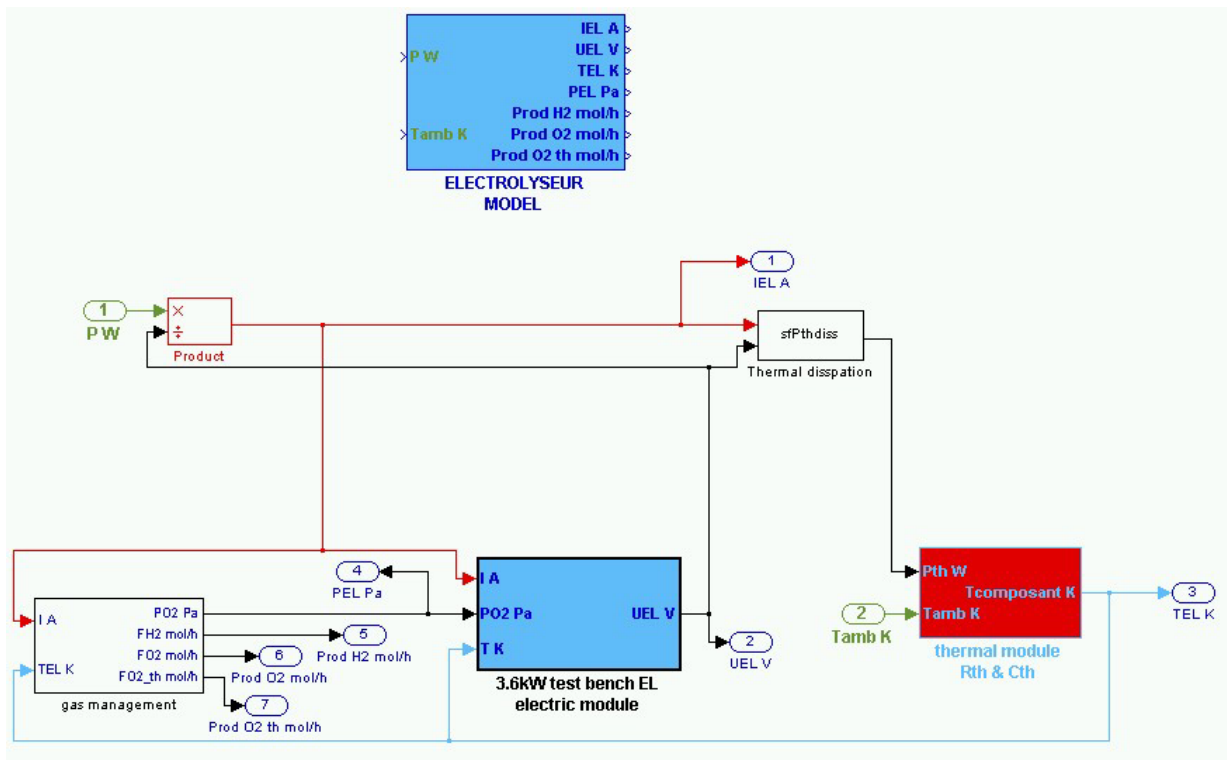 IEL A
UEL V
P W
TEL K
PEL Pa
Prod H2 mol/h
Tamb K
Prod O2 mol/h
Prod O2 th mol/h
ELECTROLYSEUR
MODEL
1
IEL A
1
P W
×
÷
Product
sfPthdiss
Thermal disspation
4
PEL Pa
I A
PO2 Pa
FH2 mol/h
FO2 mol/h
FO2_th mol/h
TEL K
gas management
5
Prod H2 mol/h
6
Prod O2 mol/h
7
Prod O2 th mol/h
I A
PO2 Pa
UEL V
T K
3.6kW test bench EL
electric module
2
UEL V
2
Tamb K
Pth W
Tcomposant K
Tamb K
thermal module
Rth & Cth
3
TEL K